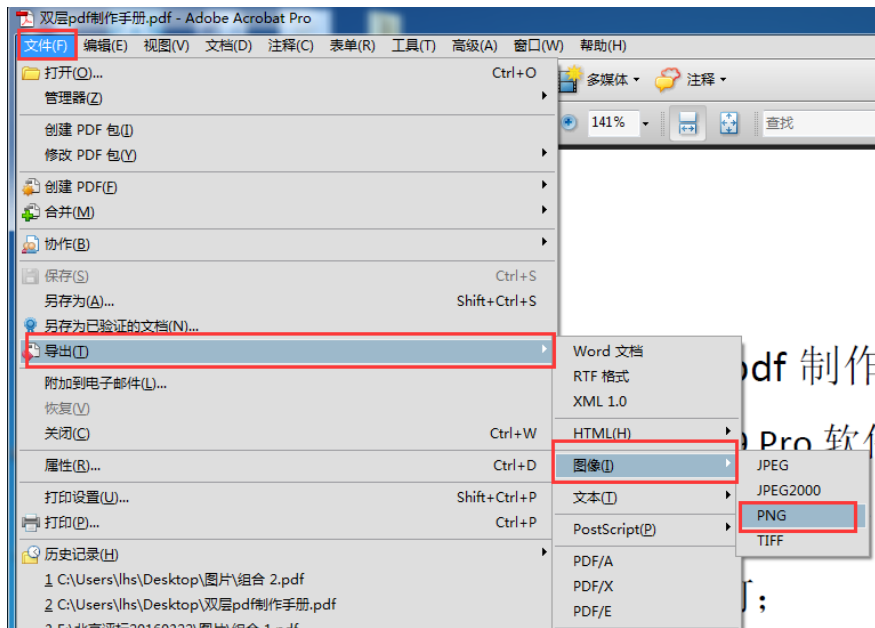 双层pdf制作手册.pdf - Adobe Acrobat Pro
文件(F) 编辑(E) 视图(V) 文档(D) 注释(C) 表单(R) 工具(T) 高级(A) 窗口(W) 帮助(H)
打开(O)... Ctrl+O
多媒体 注释
管理器(Z)
141% 查找
创建 PDF 包(I)
修改 PDF 包(Y)
创建 PDF(F)
合并(M)
协作(B)
保存(S) Ctrl+S
另存为(A)... Shift+Ctrl+S
另存为已验证的文档(N)...
导出(T)
Word 文档
pdf 制作
RTF 格式
附加到电子邮件(L)...
XML 1.0
恢复(V)
关闭(C) Ctrl+W
HTML(H)
9 Pro 软件
属性(R)... Ctrl+D
图像(I)
JPEG
JPEG2000
打印设置(U)... Shift+Ctrl+P
文本(T)
PNG
打印(P)... Ctrl+P
PostScript(P)
TIFF
历史记录(H)
PDF/A
1 C:\Users\lhs\Desktop\图片\组合 2.pdf
PDF/X
2 C:\Users\lhs\Desktop\双层pdf制作手册.pdf
PDF/E
；